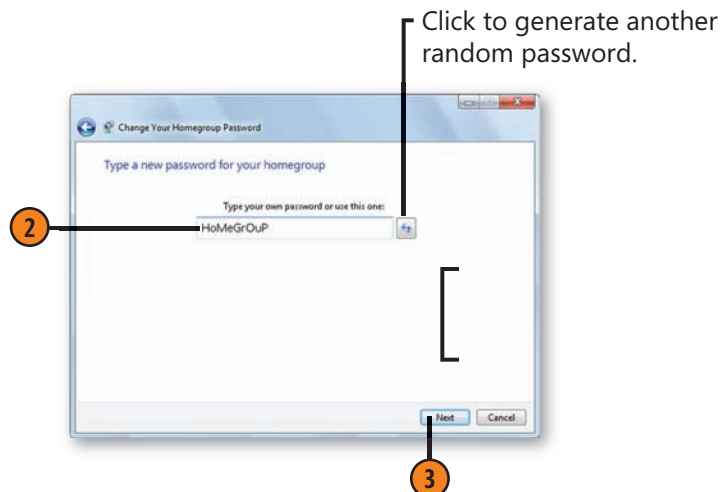 Click to generate another
random password.
Change Your Homegroup Password
Type a new password for your homegroup
Type your own password or use this one:
2
HoMeGrOuP
Next Cancel
3